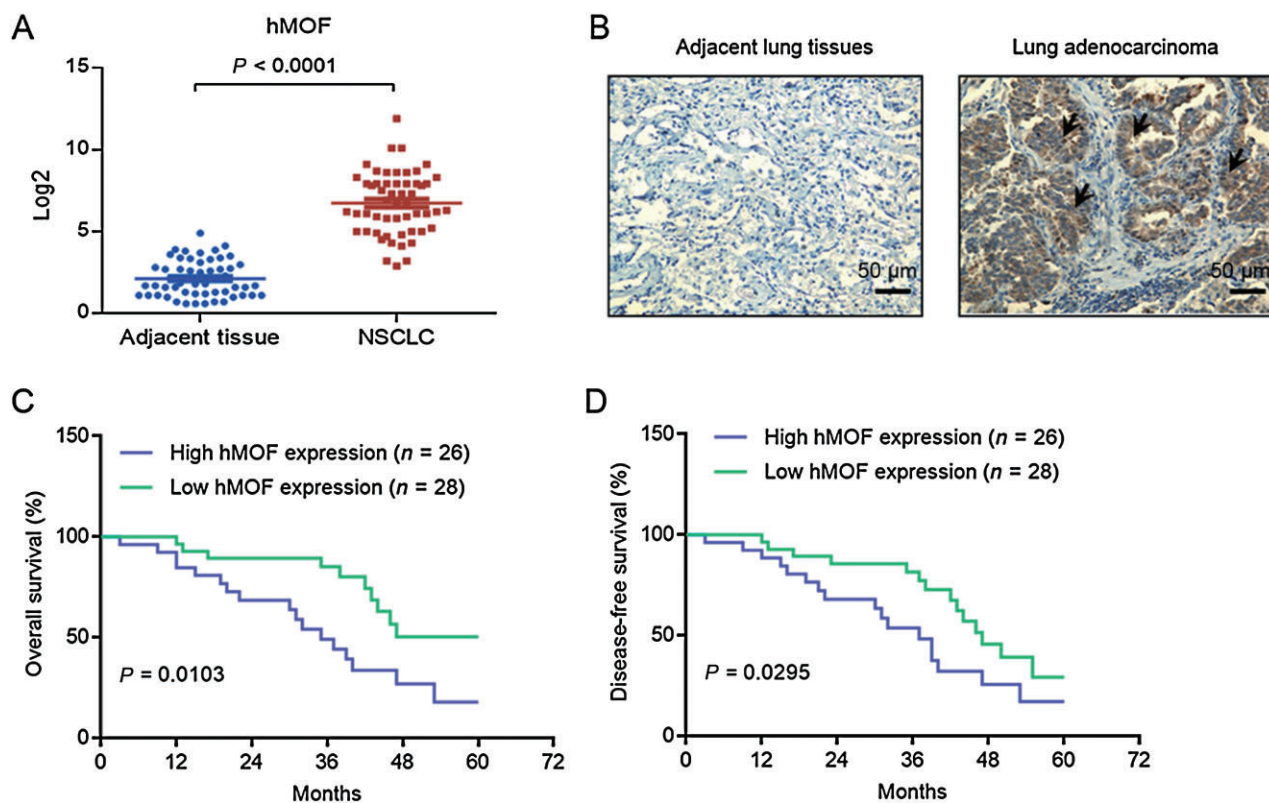 A
hMOF
P < 0.0001
15
10
5
0
Log2
Adjacent tissue
NSCLC
B
Adjacent lung tissues
Lung adenocarcinoma
50 µm
50 µm
C
High hMOF expression (n = 26)
Low hMOF expression (n = 28)
150
100
50
0
Overall survival (%)
P = 0.0103
0 12 24 36 48 60 72
Months
D
High hMOF expression (n = 26)
Low hMOF expression (n = 28)
150
100
50
0
Disease-free survival (%)
P = 0.0295
0 12 24 36 48 60 72
Months